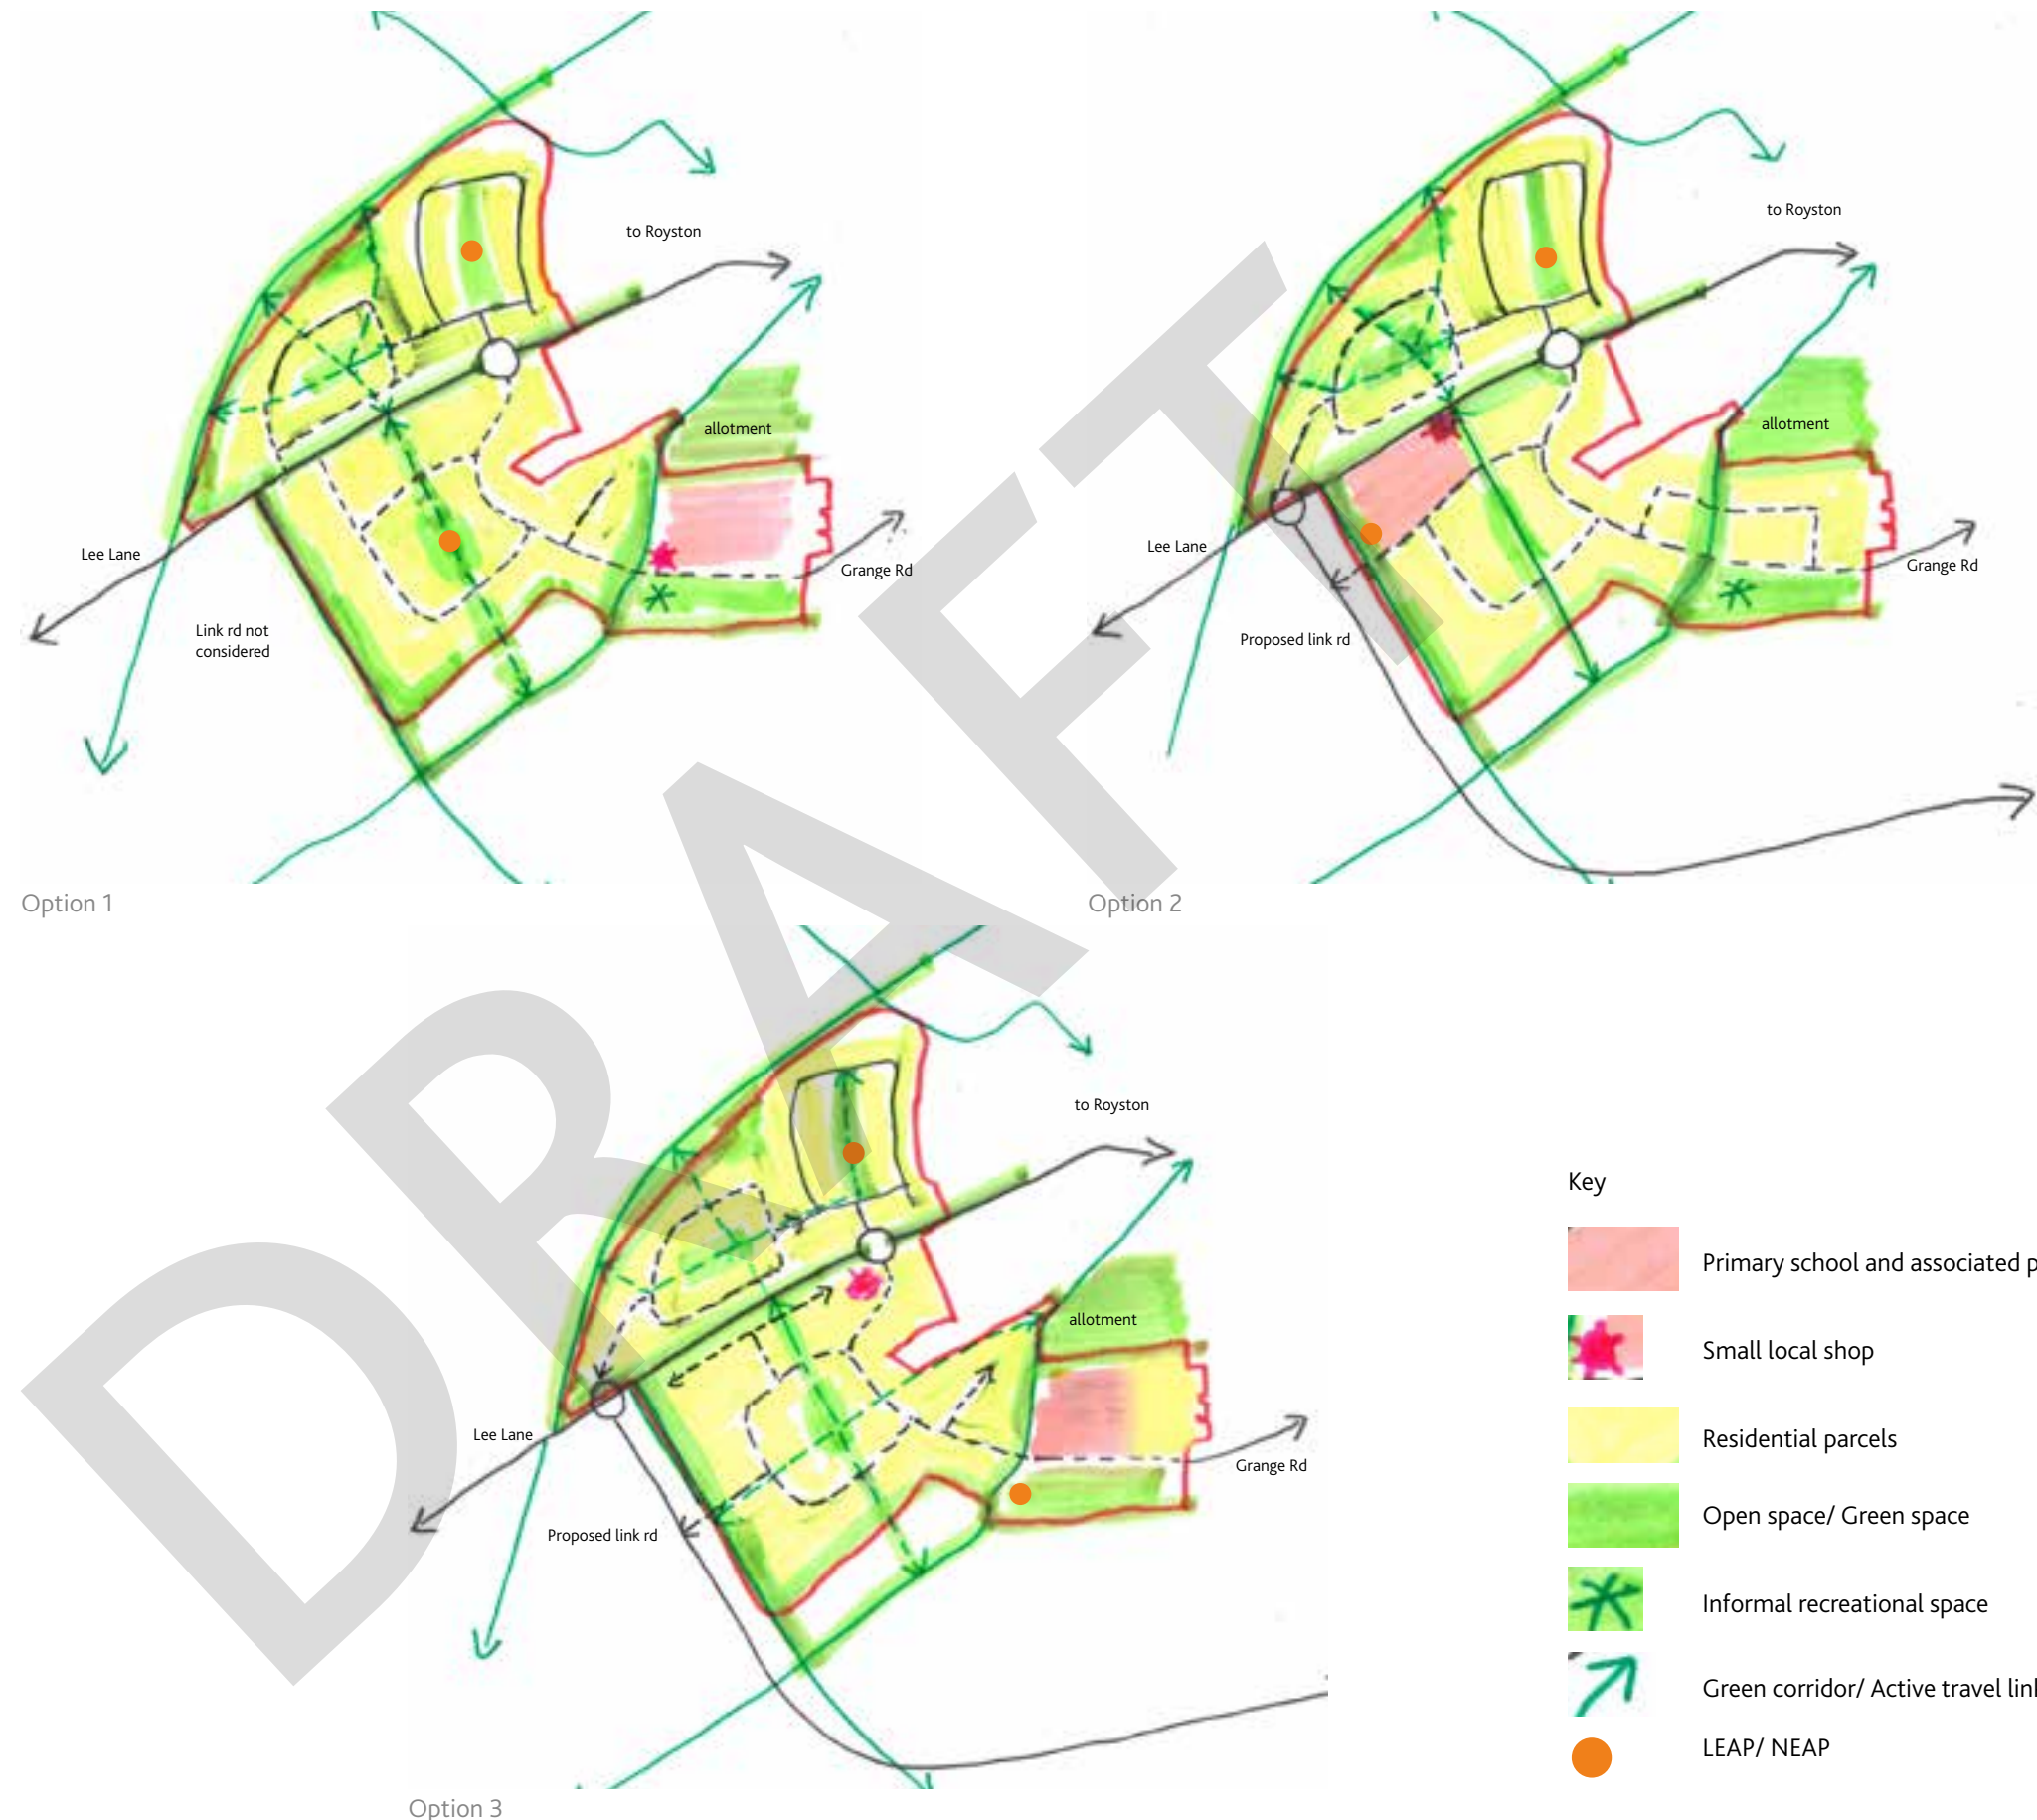 to Royston
allotment
Lee Lane
Grange Rd
Link rd not
considered
Option 1
to Royston
allotment
Lee Lane
Grange Rd
Proposed link rd
Option 2
to Royston
allotment
Lee Lane
Grange Rd
Proposed link rd
Option 3
Key
Primary school and associated p
Small local shop
Residential parcels
Open space/ Green space
Informal recreational space
Green corridor/ Active travel link
LEAP/ NEAP
DRAFT